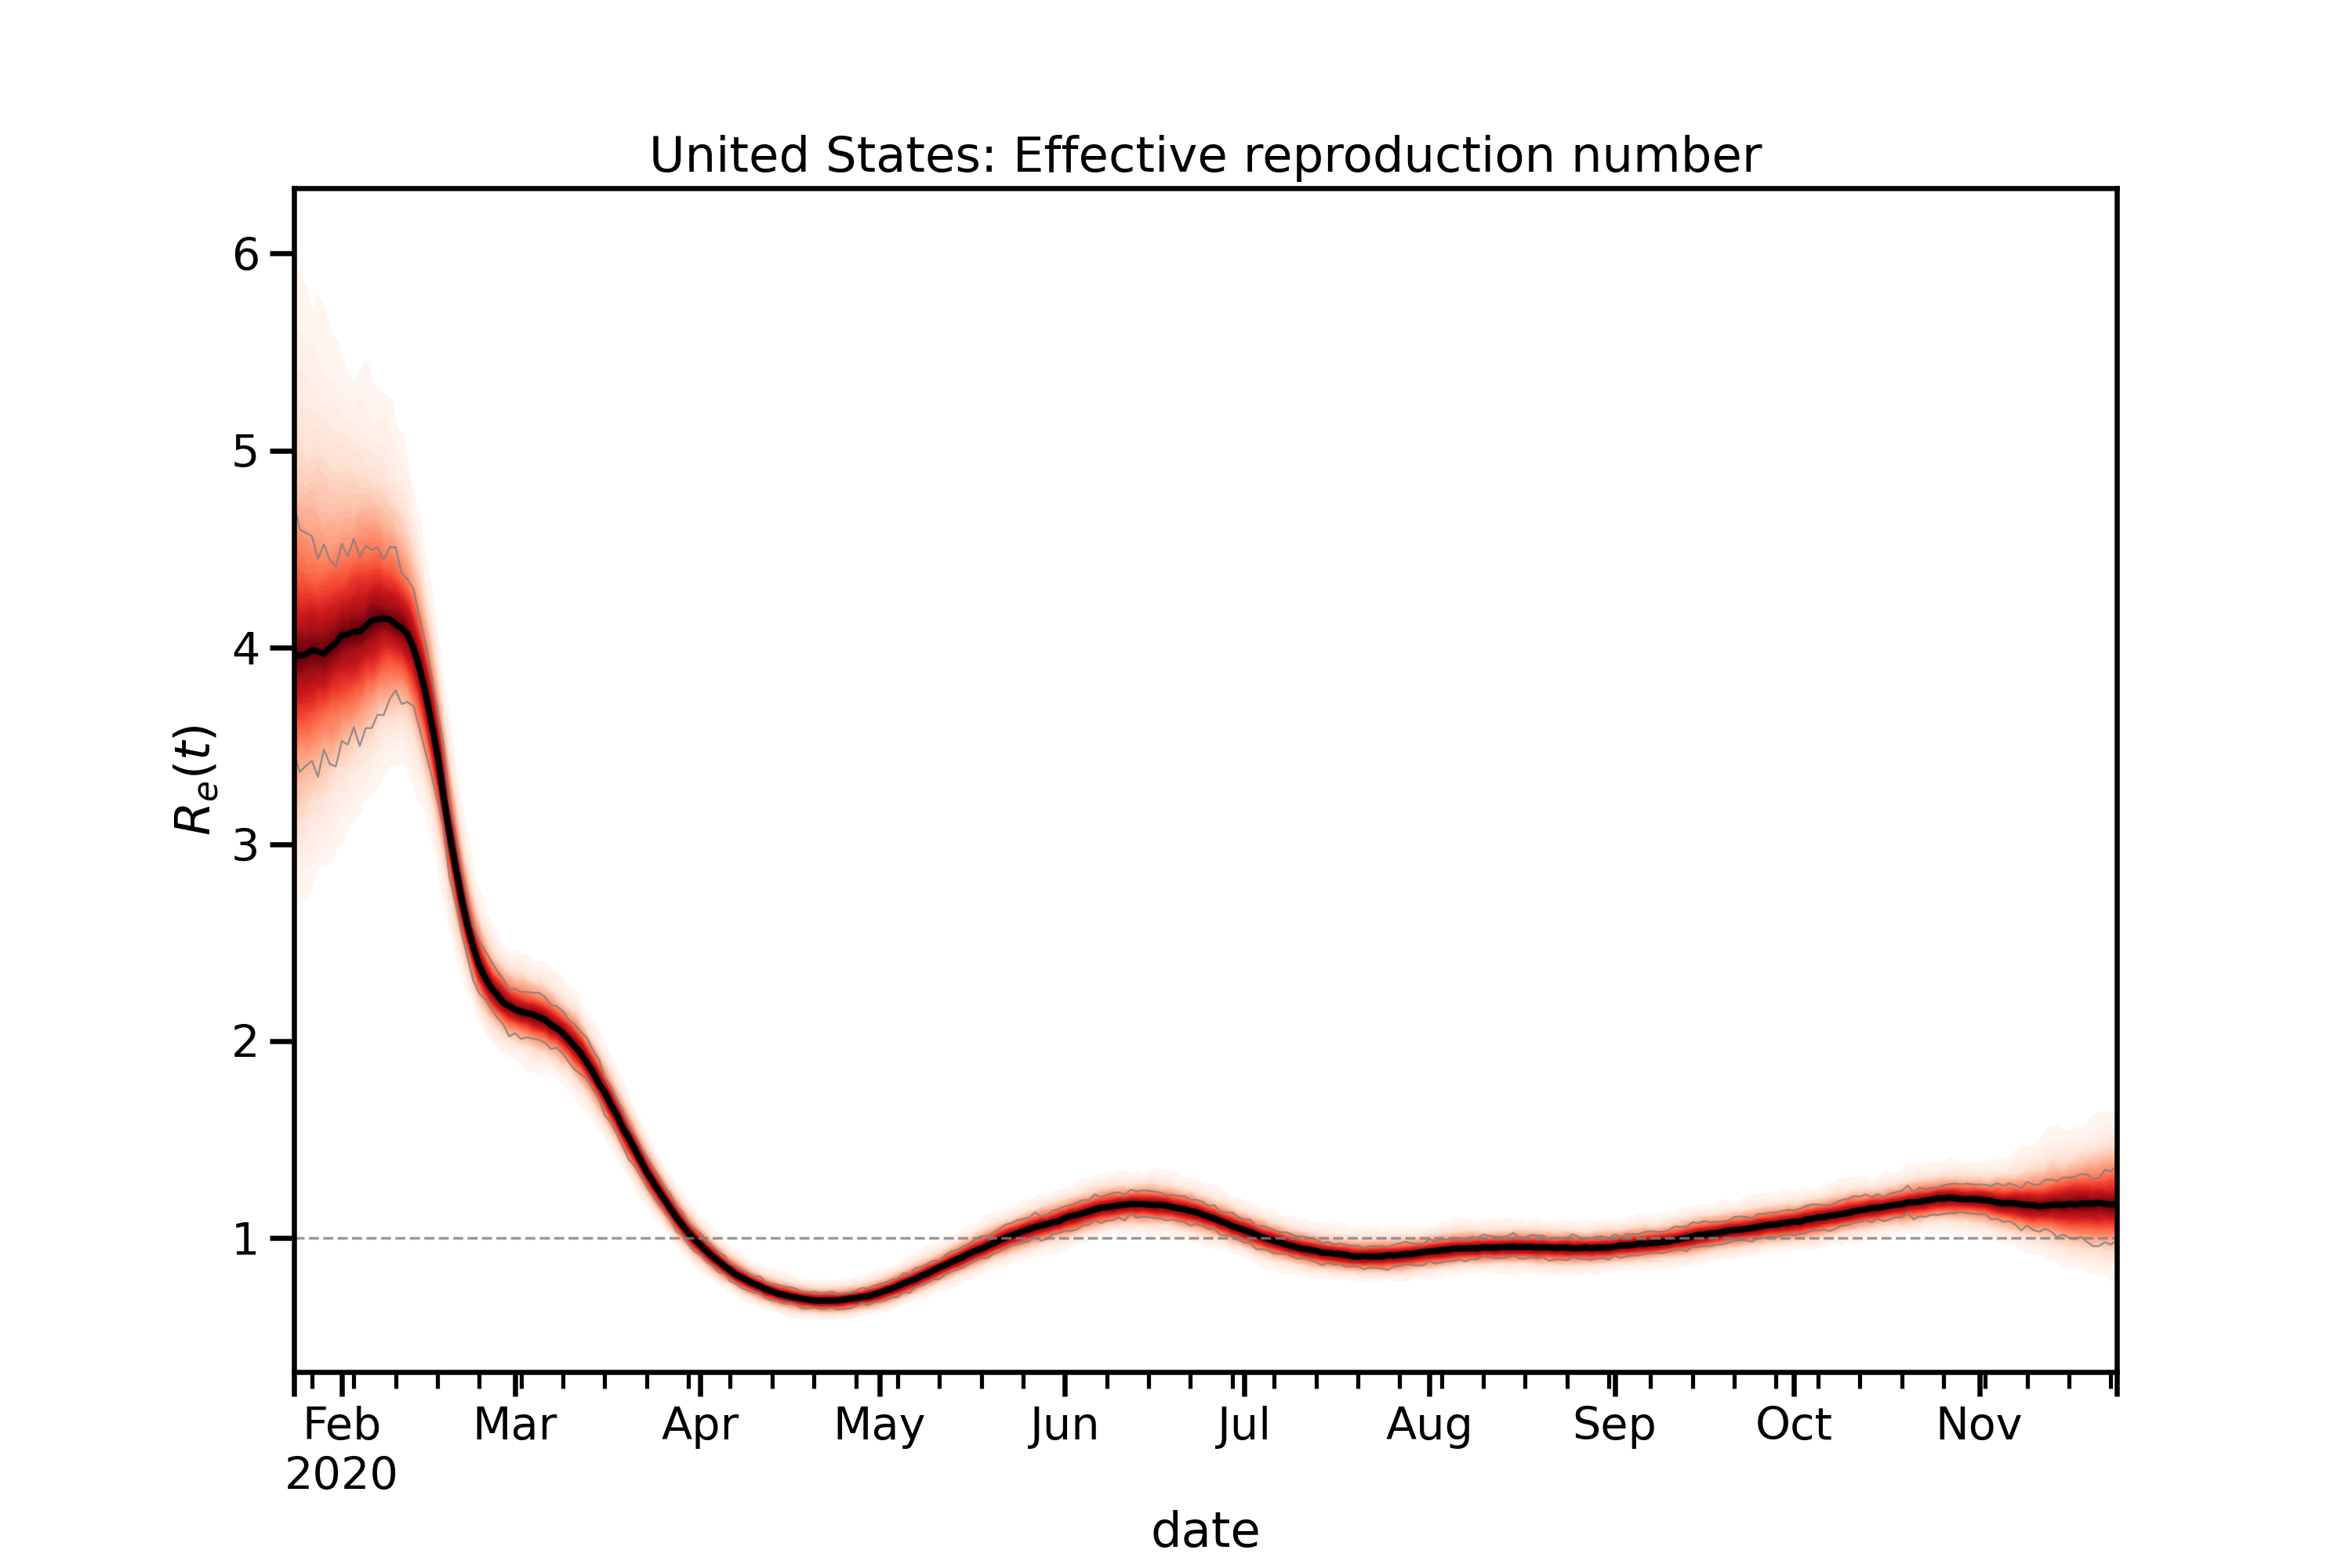 United States: Effective reproduction number
6
5
4
3
2
1
Rₑ(t)
Feb Mar Apr May Jun Jul Aug Sep Oct Nov
2020
date